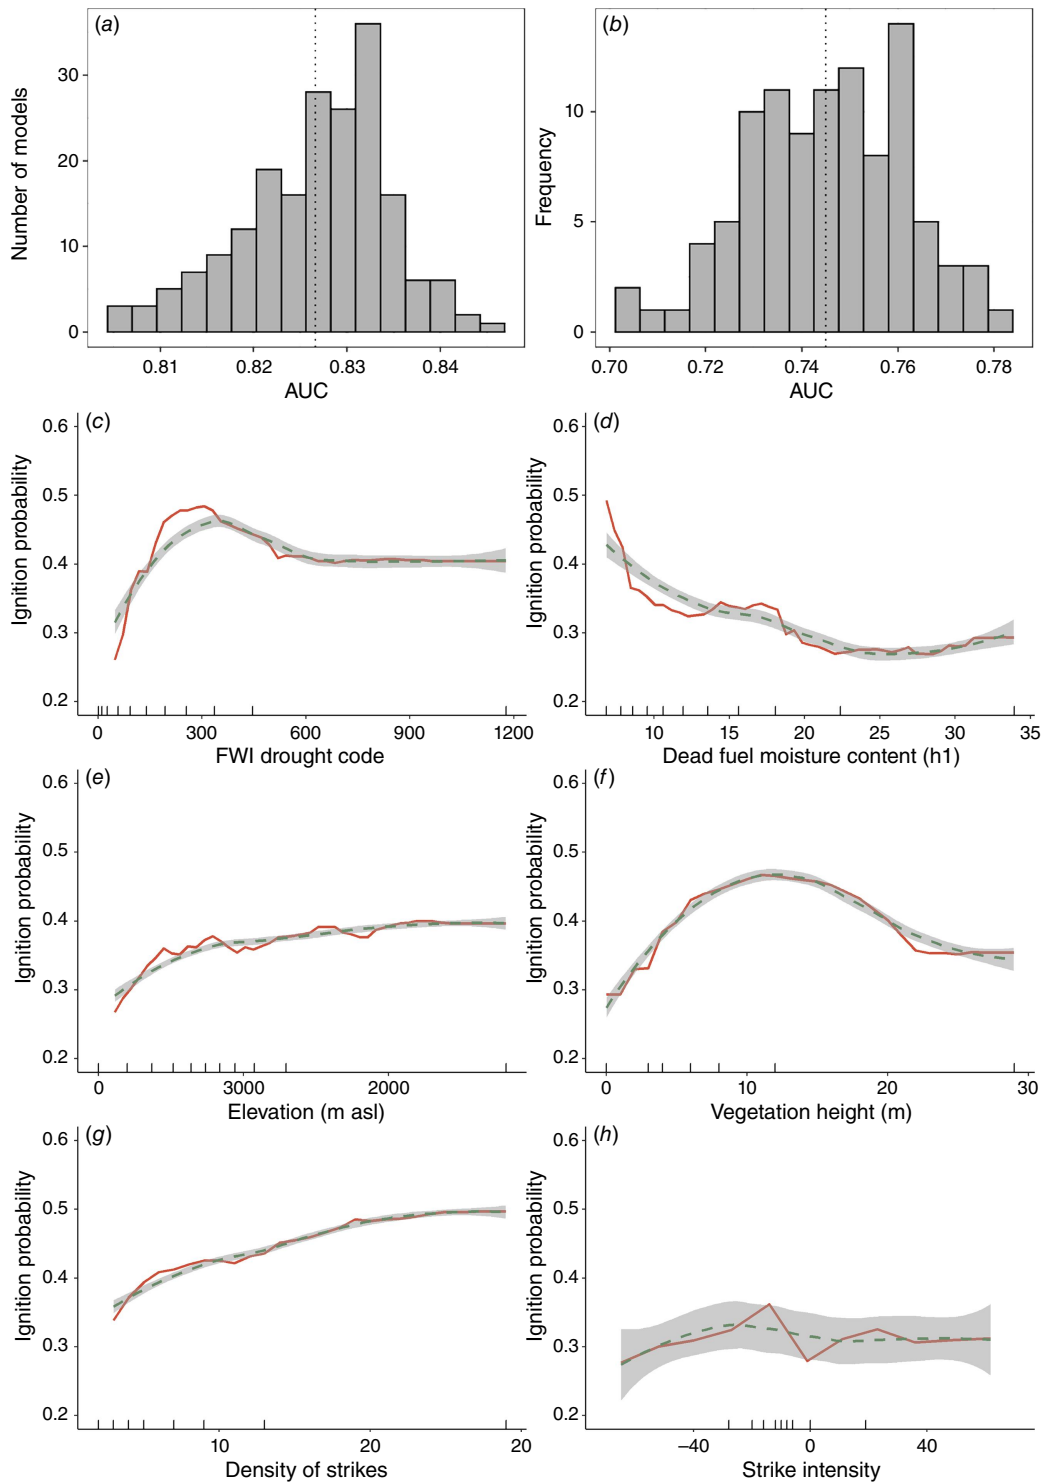 (a)
Number of models
30
20
10
0
0.81 0.82 0.83 0.84
AUC
(b)
Frequency
10
5
0
0.70 0.72 0.74 0.76 0.78
AUC
(c)
Ignition probability
0.6
0.5
0.4
0.3
0.2
0 300 600 900 1200
FWI drought code
(d)
Ignition probability
0.6
0.5
0.4
0.3
0.2
10 15 20 25 30 35
Dead fuel moisture content (h1)
(e)
Ignition probability
0.6
0.5
0.4
0.3
0.2
0 3000 2000
Elevation (m asl)
(f)
Ignition probability
0.6
0.5
0.4
0.3
0.2
0 10 20 30
Vegetation height (m)
(g)
Ignition probability
0.6
0.5
0.4
0.3
0.2
10 20 20
Density of strikes
(h)
Ignition probability
0.6
0.5
0.4
0.3
0.2
−40 0 40
Strike intensity